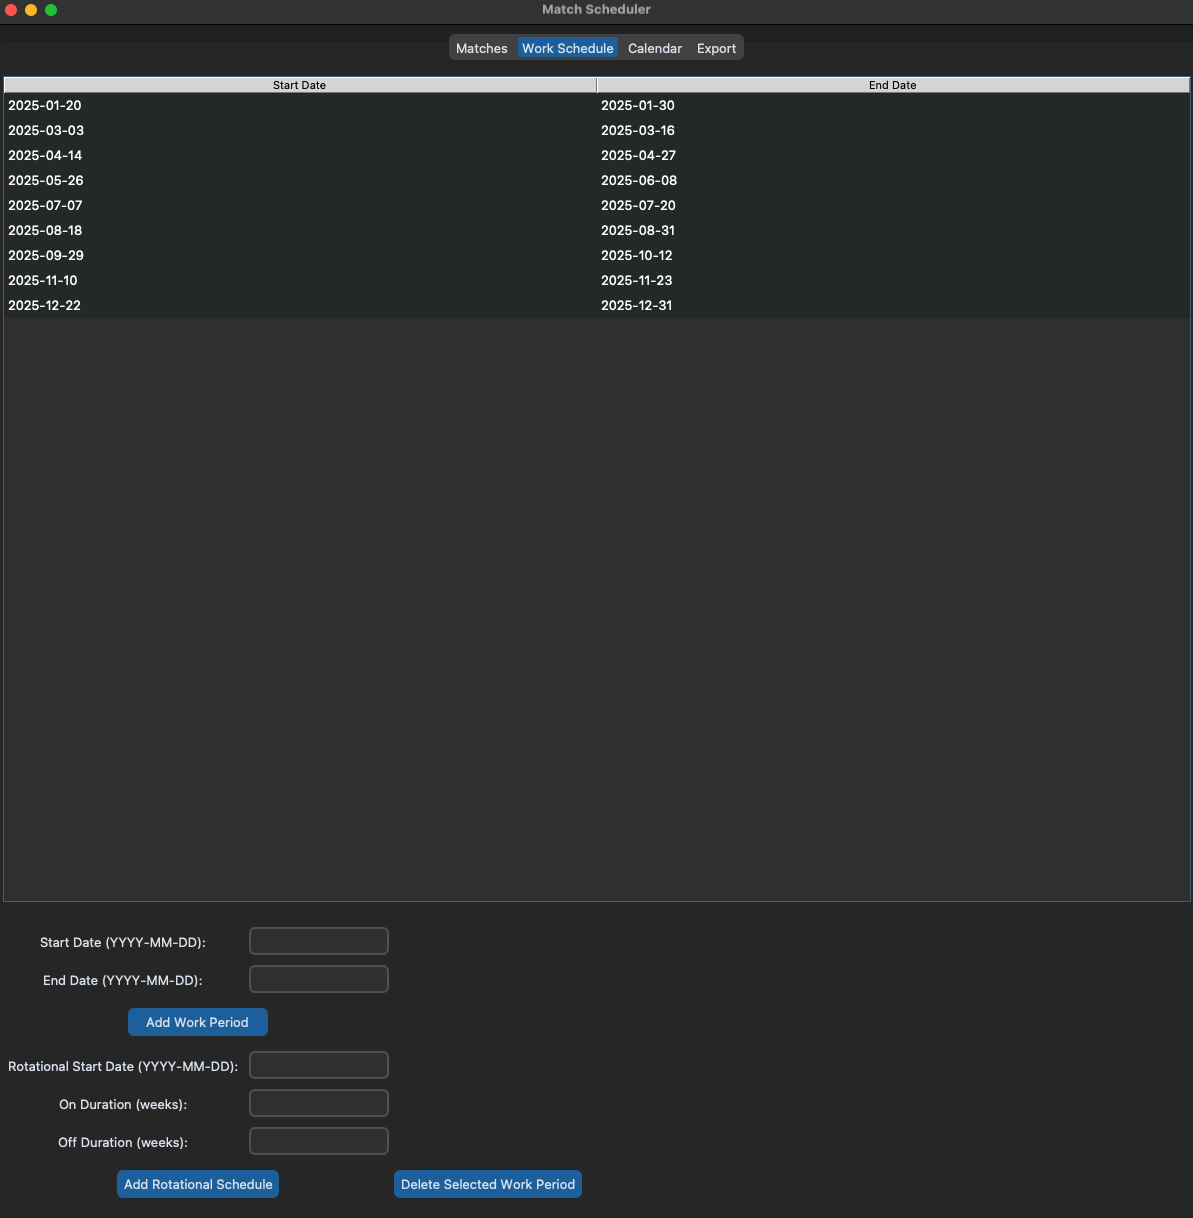 Match Scheduler
Matches Work Schedule Calendar Export
Start Date End Date
2025-01-20 2025-01-30
2025-03-03 2025-03-16
2025-04-14 2025-04-27
2025-05-26 2025-06-08
2025-07-07 2025-07-20
2025-08-18 2025-08-31
2025-09-29 2025-10-12
2025-11-10 2025-11-23
2025-12-22 2025-12-31
Start Date (YYYY-MM-DD):
End Date (YYYY-MM-DD):
Add Work Period
Rotational Start Date (YYYY-MM-DD):
On Duration (weeks):
Off Duration (weeks):
Add Rotational Schedule Delete Selected Work Period